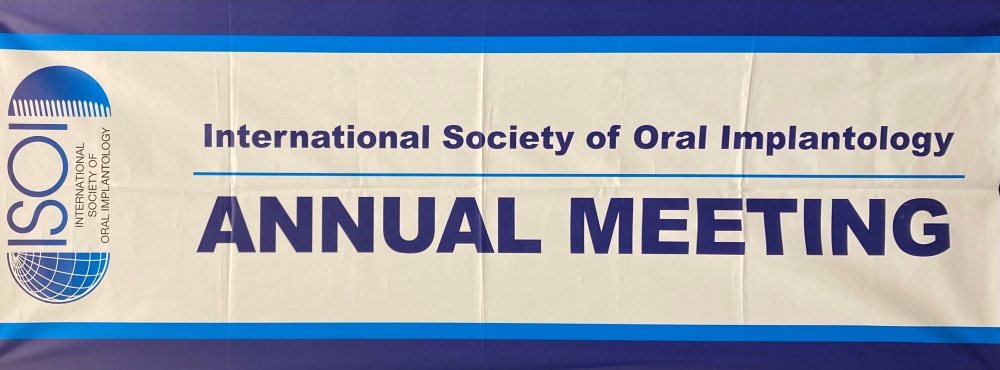 ISOI
INTERNATIONAL
SOCIETY OF
ORAL IMPLANTOLOGY
International Society of Oral Implantology
ANNUAL MEETING